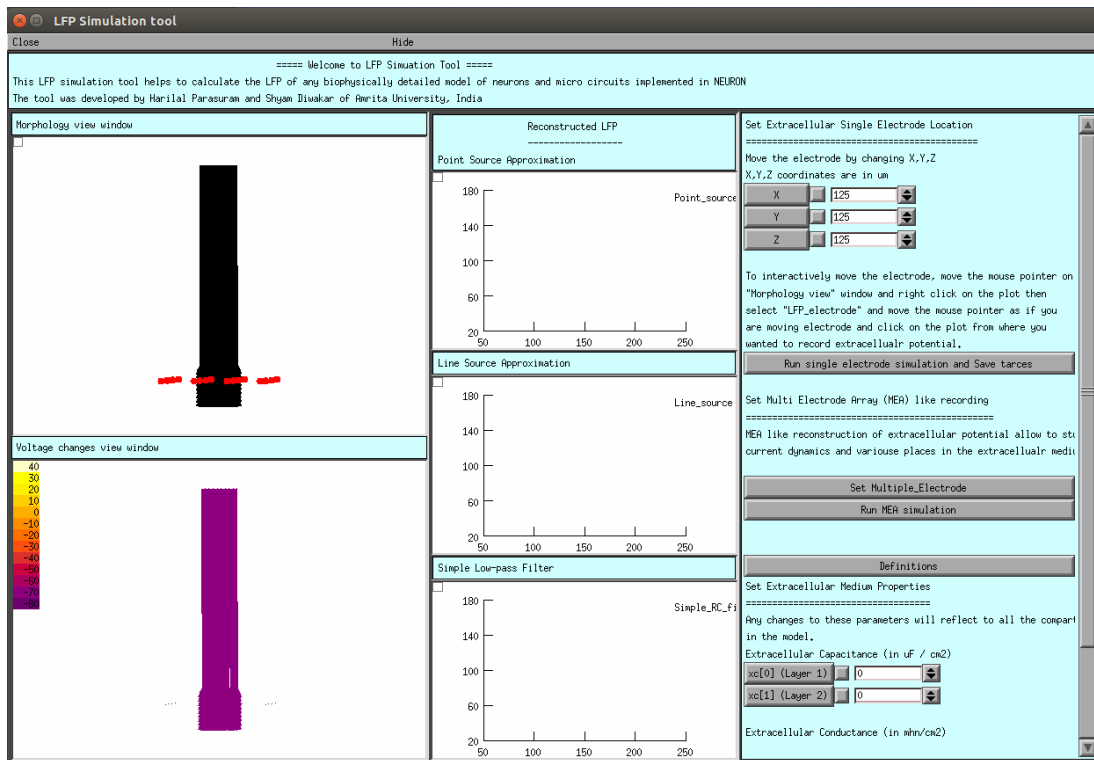 LFP Simulation tool
Close
Hide
===== Welcome to LFP Simuation Tool =====
This LFP simulation tool helps to calculate the LFP of any biophysically detailed model of neurons and micro circuits implemented in NEURON
The tool was developed by Harilal Parasuram and Shyam Diwakar of Amrita University, India
Morphology view window
Voltage changes view window
40
30
20
10
0
-10
-20
-30
-40
-50
-60
-70
-80
Reconstructed LFP
------------------
Point Source Approximation
Point_source
180
140
100
60
20
50 100 150 200 250
Line Source Approximation
Line_source
180
140
100
60
20
50 100 150 200 250
Simple Low-pass Filter
Simple_RC_fi
180
140
100
60
20
50 100 150 200 250
Set Extracellular Single Electrode Location
===========================================
Move the electrode by changing X,Y,Z
X,Y,Z coordinates are in um
X 125
Y 125
Z 125
To interactively move the electrode, move the mouse pointer on
"Morphology view" window and right click on the plot then
select "LFP_electrode" and move the mouse pointer as if you
are moving electrode and click on the plot from where you
wanted to record extracellualr potential.
Run single electrode simulation and Save tarces
Set Multi Electrode Array (MEA) like recording
==============================================
MEA like reconstruction of extracellular potential allow to stu
current dynamics and variouse places in the extracellualr mediu
Set Multiple_Electrode
Run MEA simulation
Definitions
Set Extracellular Medium Properties
==================================
Any changes to these parameters will reflect to all the compart
in the model.
Extracellular Capacitance (in uF / cm2)
xc[0] (Layer 1) 0
xc[1] (Layer 2) 0
Extracellular Conductance (in mhn/cm2)